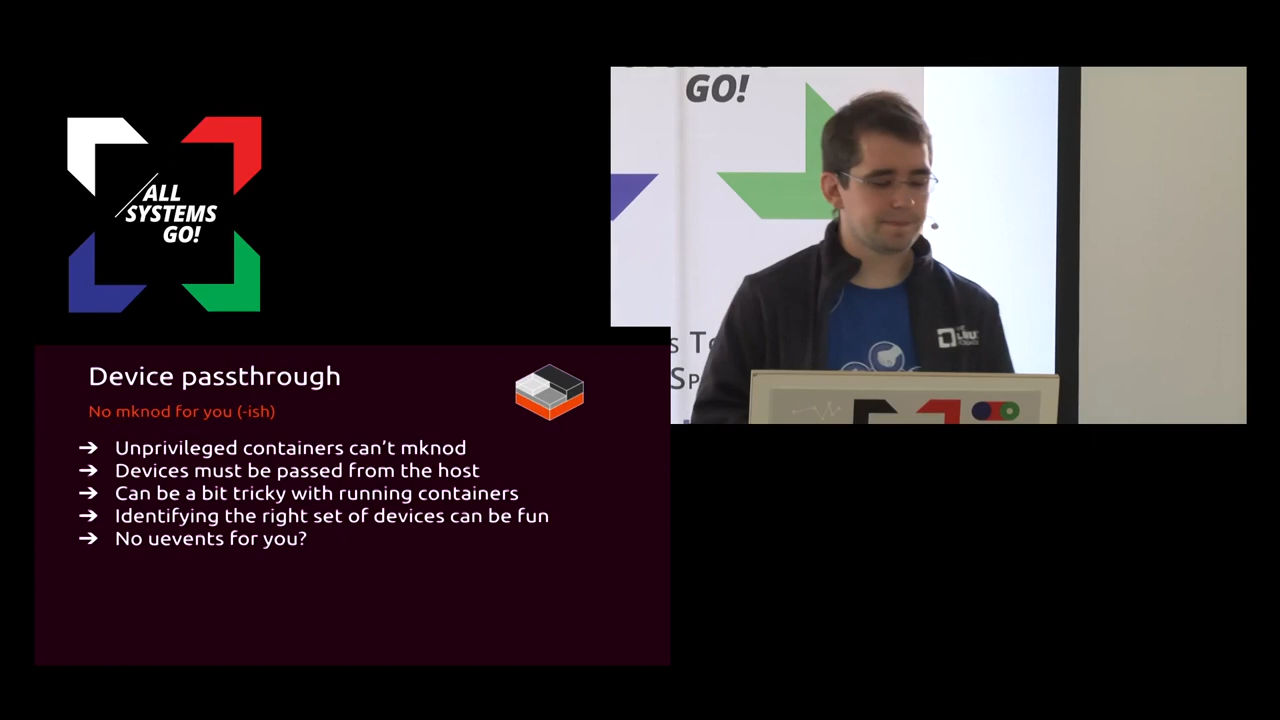 GO!
ALL
SYSTEMS
GO!
Device passthrough
No mknod for you (-ish)
➔ Unprivileged containers can’t mknod
➔ Devices must be passed from the host
➔ Can be a bit tricky with running containers
➔ Identifying the right set of devices can be fun
➔ No uevents for you?